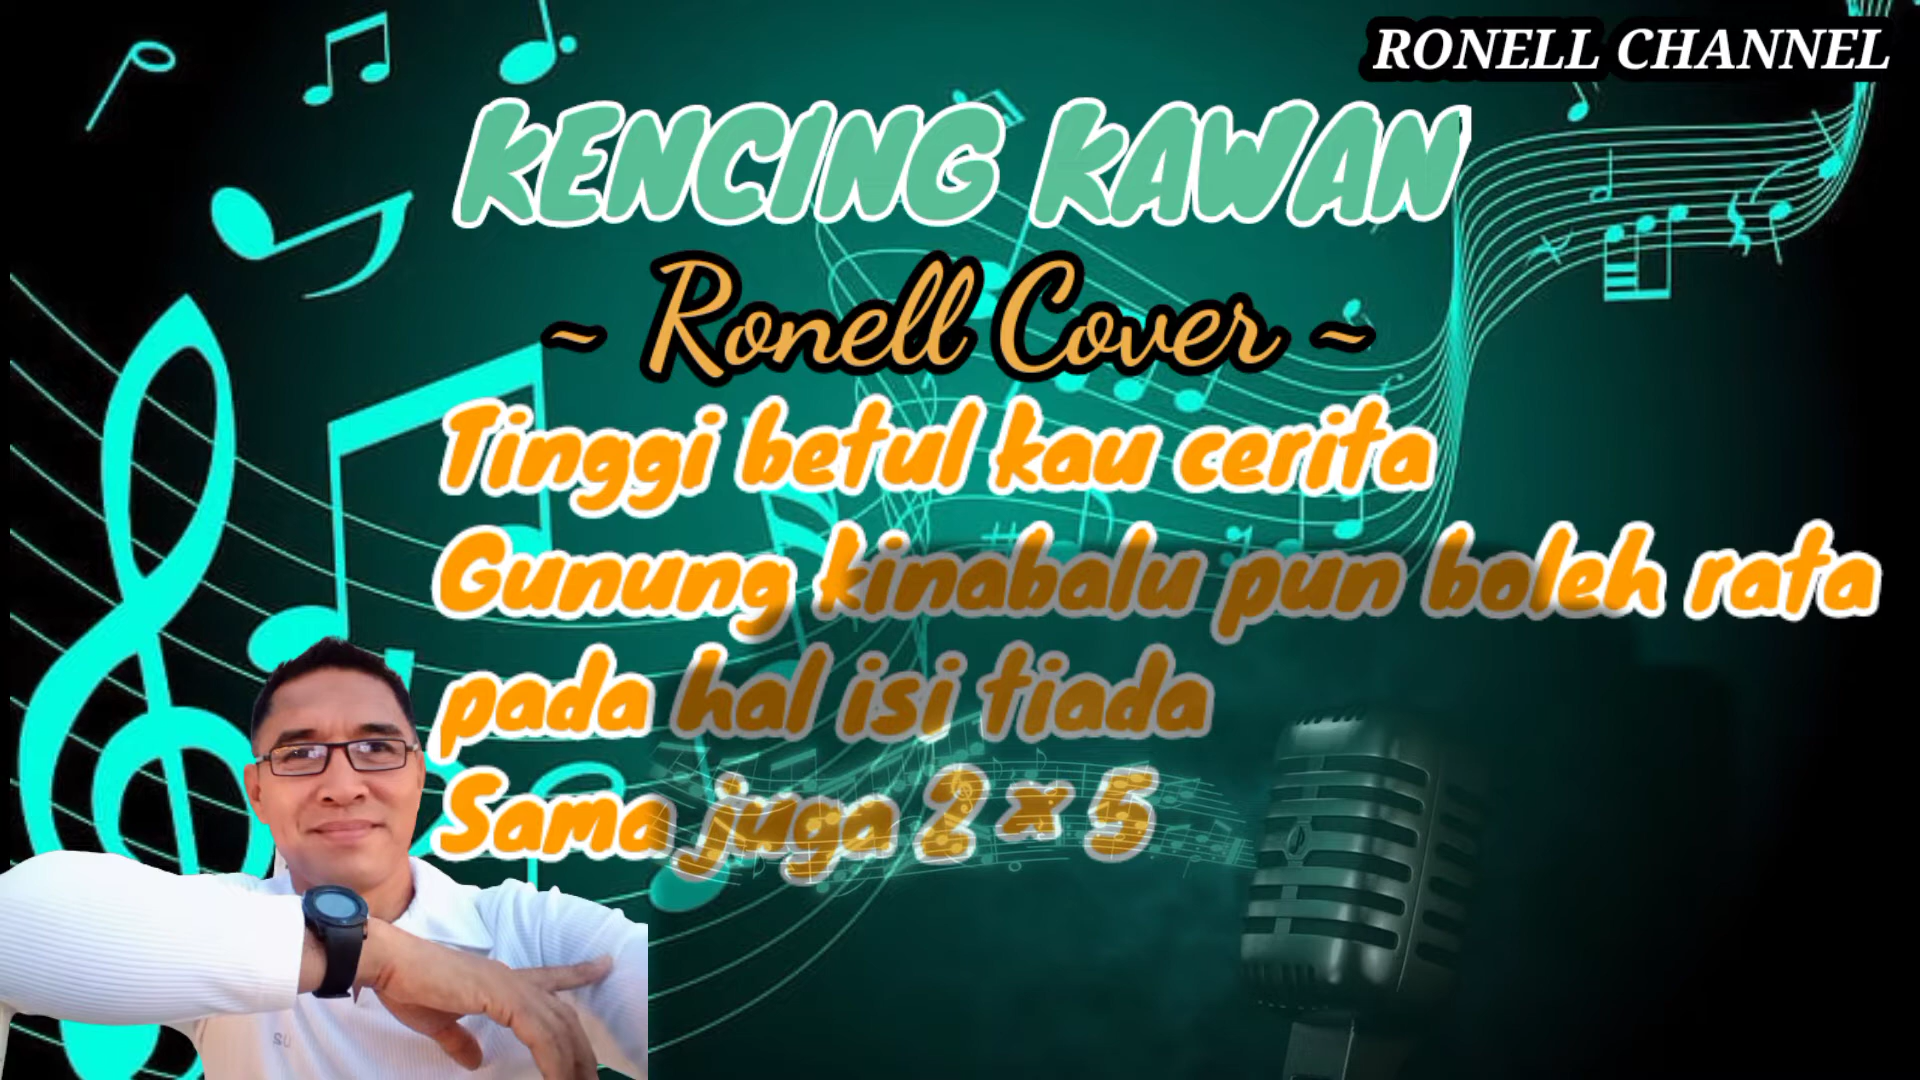 RONELL CHANNEL
KENCING KAWAN
~ Ronell Cover ~
Tinggi betul kau cerita
Gunung kinabalu pun boleh rata
pada hal isi tiada
Sama juga 2 × 5